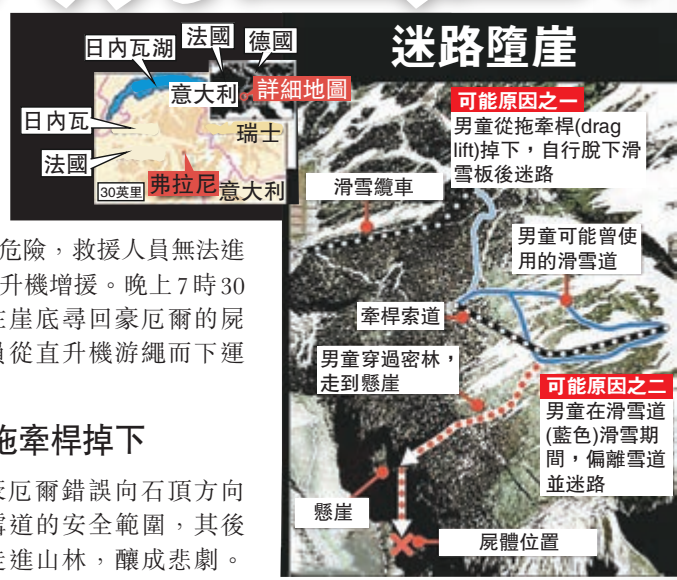 迷路墮崖
日內瓦湖
法國
德國
意大利
詳細地圖
日內瓦
瑞士
法國
30英里
弗拉尼
意大利
可能原因之一
男童從拖牽桿(drag
lift)掉下，自行脫下滑
雪板後迷路
滑雪纜車
男童可能曾使
用的滑雪道
牽桿索道
男童穿過密林，
走到懸崖
可能原因之二
男童在滑雪道
(藍色)滑雪期
間，偏離雪道
並迷路
懸崖
屍體位置
危險，救援人員無法進
升機增援。晚上7時30
在崖底尋回豪厄爾的屍
員從直升機游繩而下運
拖牽桿掉下
豪厄爾錯誤向石頂方向
雪道的安全範圍，其後
走進山林，釀成悲劇。